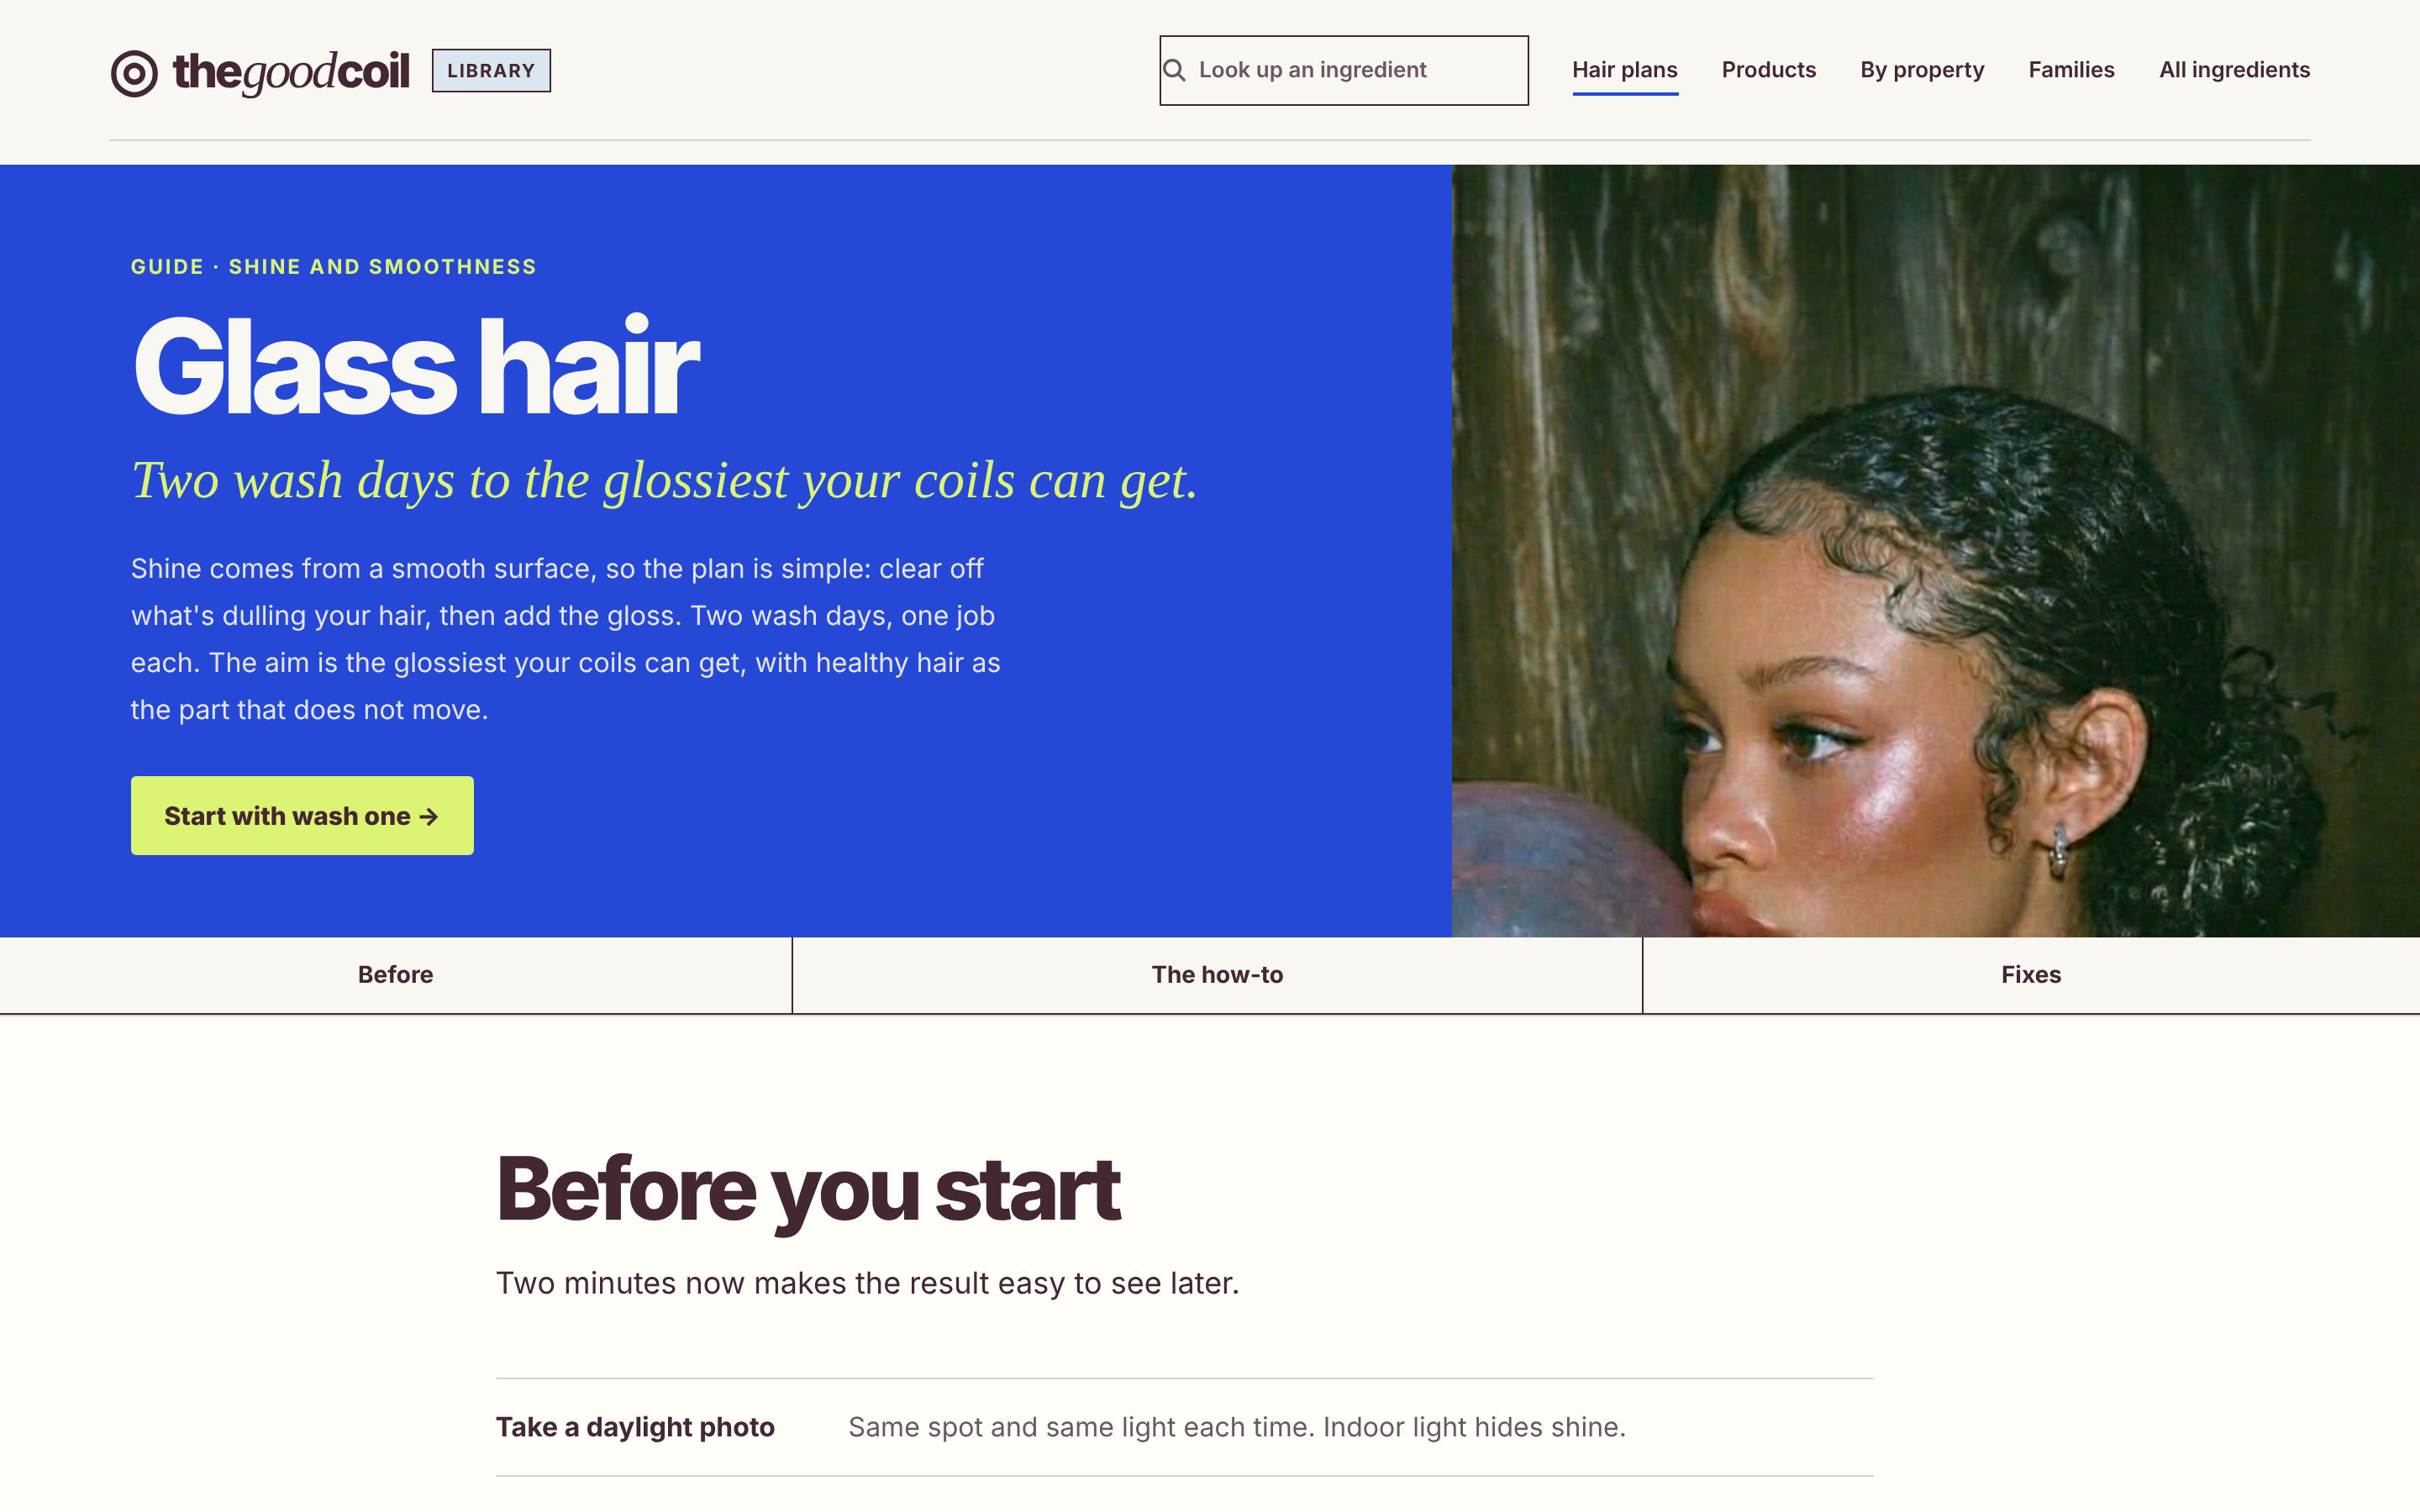 thegoodcoil LIBRARY
Look up an ingredient
Hair plans Products By property Families All ingredients
GUIDE · SHINE AND SMOOTHNESS
Glass hair
Two wash days to the glossiest your coils can get.
Shine comes from a smooth surface, so the plan is simple: clear off
what's dulling your hair, then add the gloss. Two wash days, one job
each. The aim is the glossiest your coils can get, with healthy hair as
the part that does not move.
Start with wash one →
Before The how-to Fixes
Before you start
Two minutes now makes the result easy to see later.
Take a daylight photo Same spot and same light each time. Indoor light hides shine.